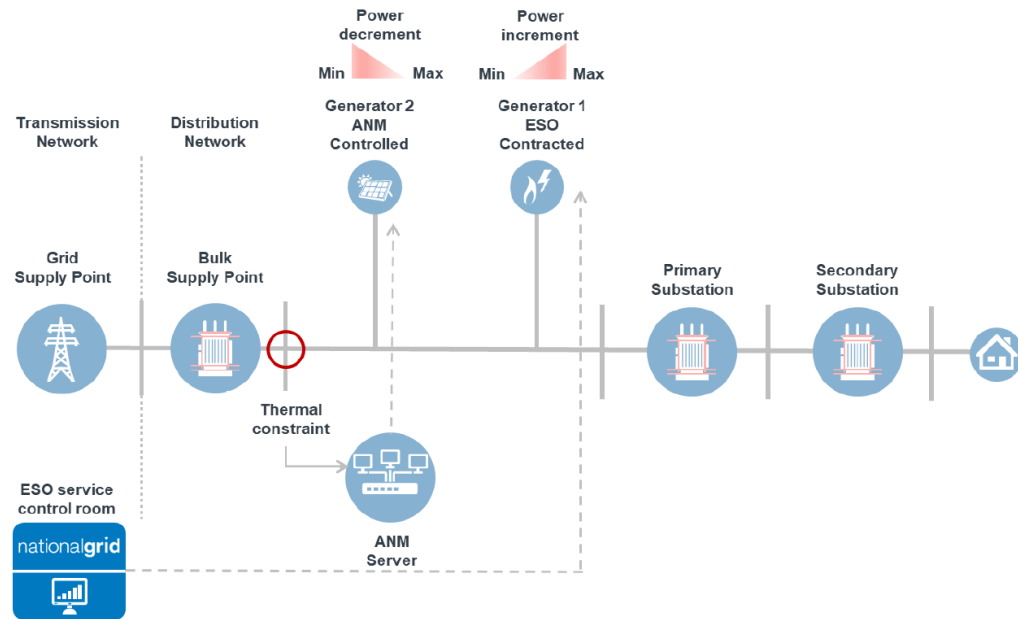 Power
decrement
Min
Max
Power
increment
Min
Max
Generator 2
ANM
Controlled
Generator 1
ESO
Contracted
Transmission
Network
Distribution
Network
Grid
Supply Point
Bulk
Supply Point
Primary
Substation
Secondary
Substation
Thermal
constraint
ANM
Server
ESO service
control room
nationalgrid